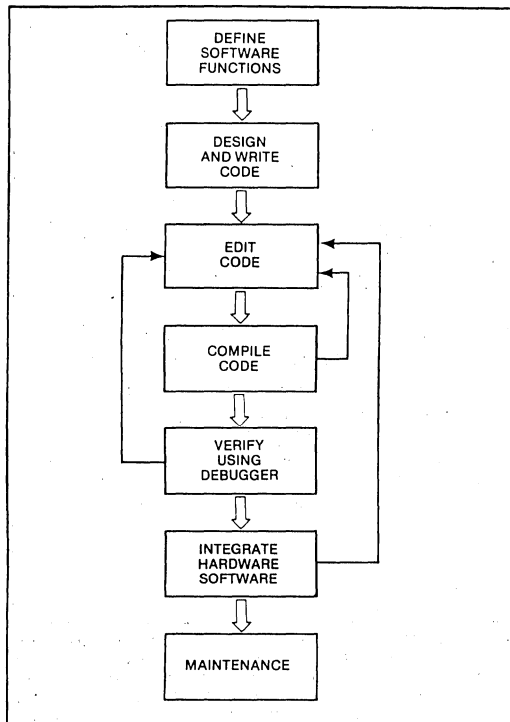 DEFINE
SOFTWARE
FUNCTIONS
DESIGN
AND WRITE
CODE
EDIT
CODE
COMPILE
CODE
VERIFY
USING
DEBUGGER
INTEGRATE
HARDWARE
SOFTWARE
MAINTENANCE